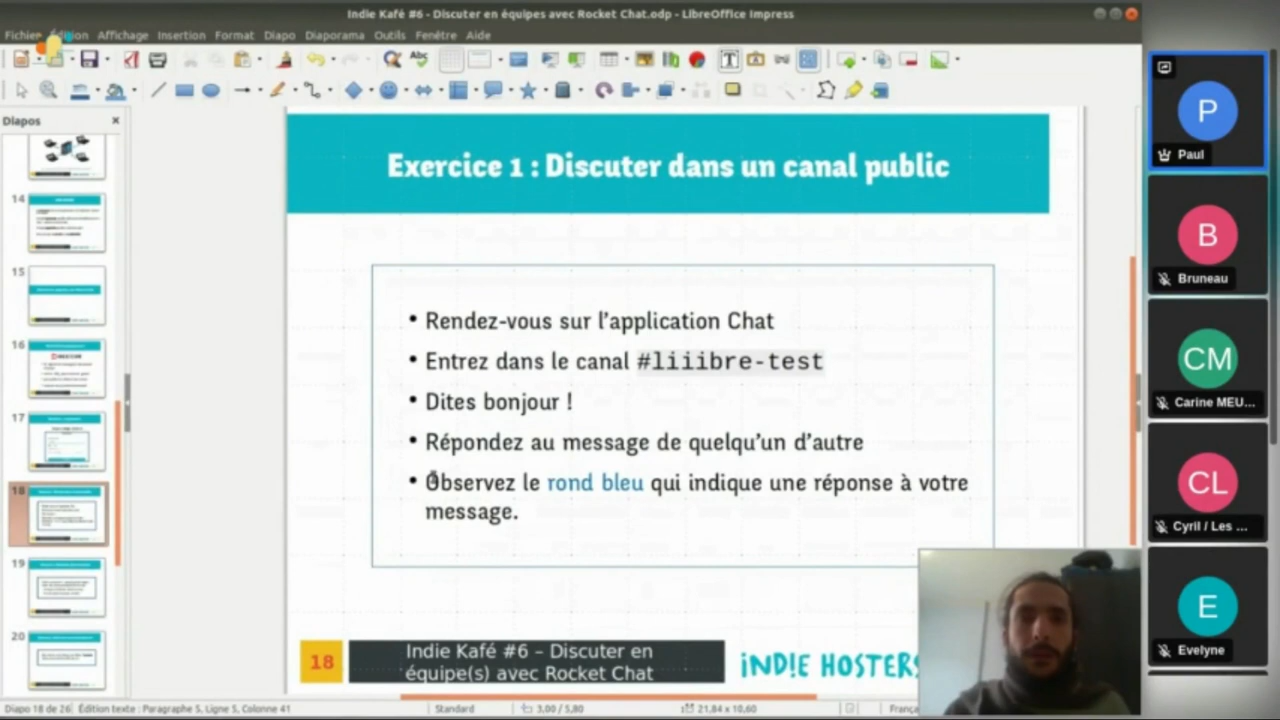 Indie Kafé #6 - Discuter en équipes avec Rocket Chat.odp - LibreOffice Impress
Fichier Édition Affichage Insertion Format Diapo Diaporama Outils Fenêtre Aide
Diapos
14
15
16
17
18
19
20
Exercice 1 : Discuter dans un canal public
• Rendez-vous sur l’application Chat
• Entrez dans le canal #liiibre-test
• Dites bonjour !
• Répondez au message de quelqu’un d’autre
• Observez le rond bleu qui indique une réponse à votre
message.
18
Indie Kafé #6 – Discuter en
équipe(s) avec Rocket Chat
iND!E HOSTERS
Diapo 18 de 26 Édition texte : Paragraphe 5, Ligne 5, Colonne 41 Standard 3,00 / 5,80 21,84 x 10,60 França
P
Paul
B
Bruneau
CM
Carine MEU...
CL
Cyril / Les ...
E
Evelyne